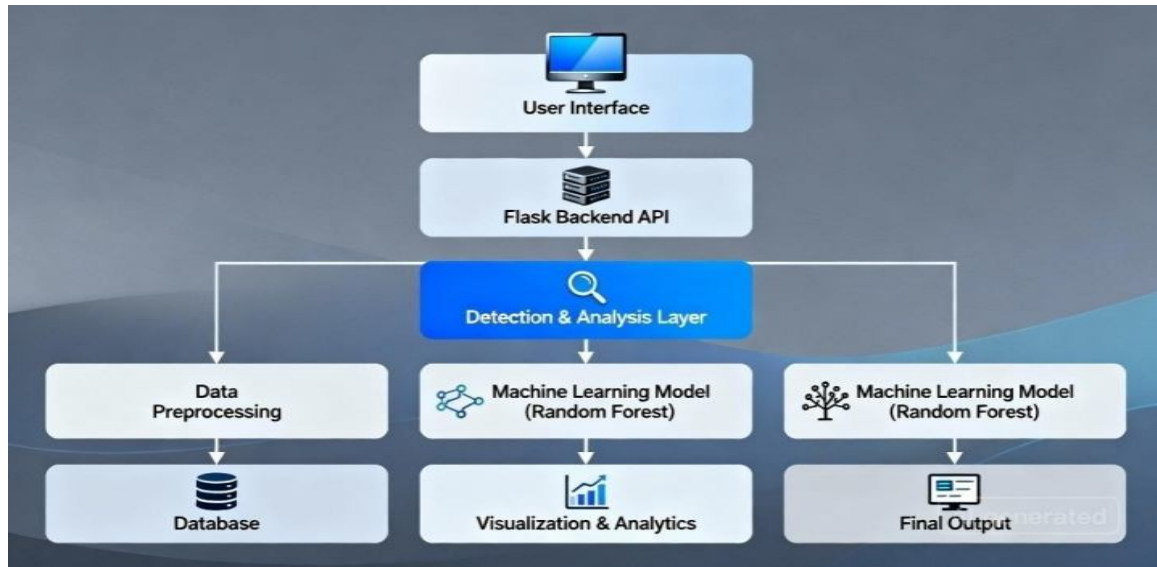 User Interface
Flask Backend API
Detection & Analysis Layer
Data
Preprocessing
Machine Learning Model
(Random Forest)
Machine Learning Model
(Random Forest)
Database
Visualization & Analytics
Final Output